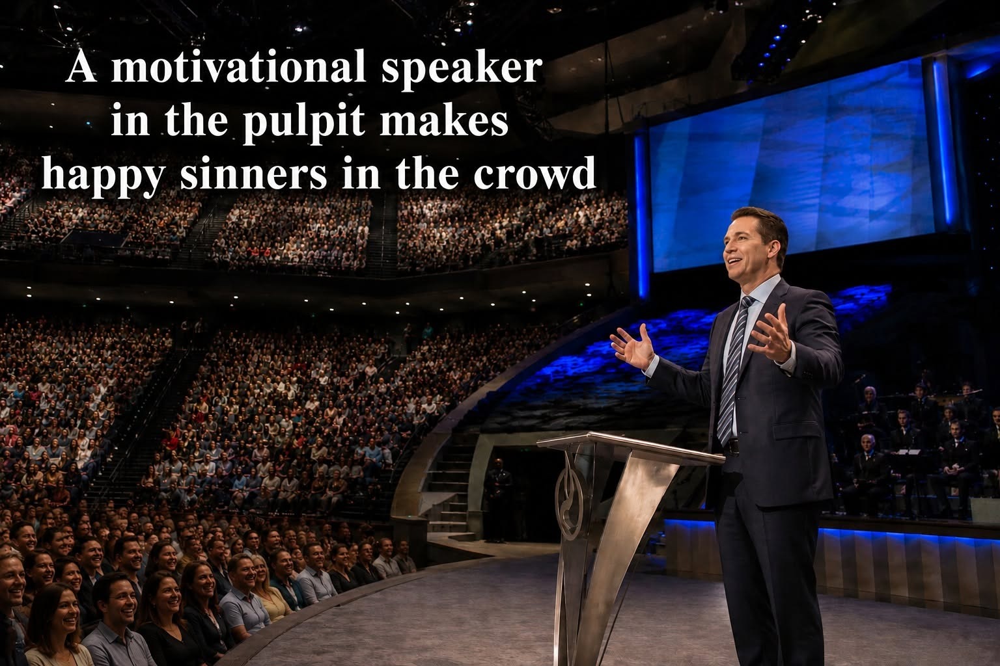 A motivational speaker
in the pulpit makes
happy sinners in the crowd